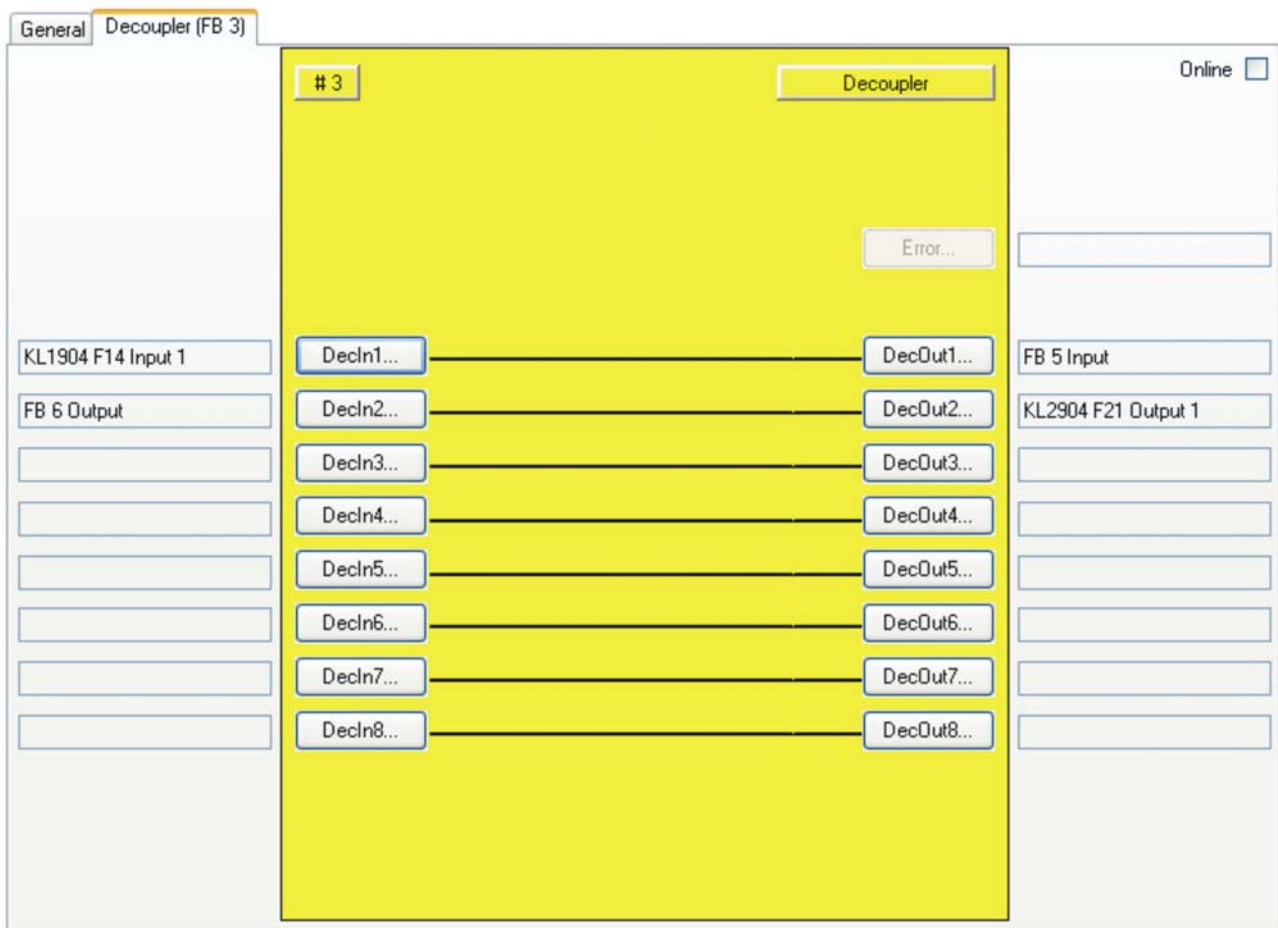 General
Decoupler (FB 3)
# 3
Decoupler
Online
Error...
KL1904 F14 Input 1
DecIn1...
DecOut1...
FB 5 Input
FB 6 Output
DecIn2...
DecOut2...
KL2904 F21 Output 1
DecIn3...
DecOut3...
DecIn4...
DecOut4...
DecIn5...
DecOut5...
DecIn6...
DecOut6...
DecIn7...
DecOut7...
DecIn8...
DecOut8...